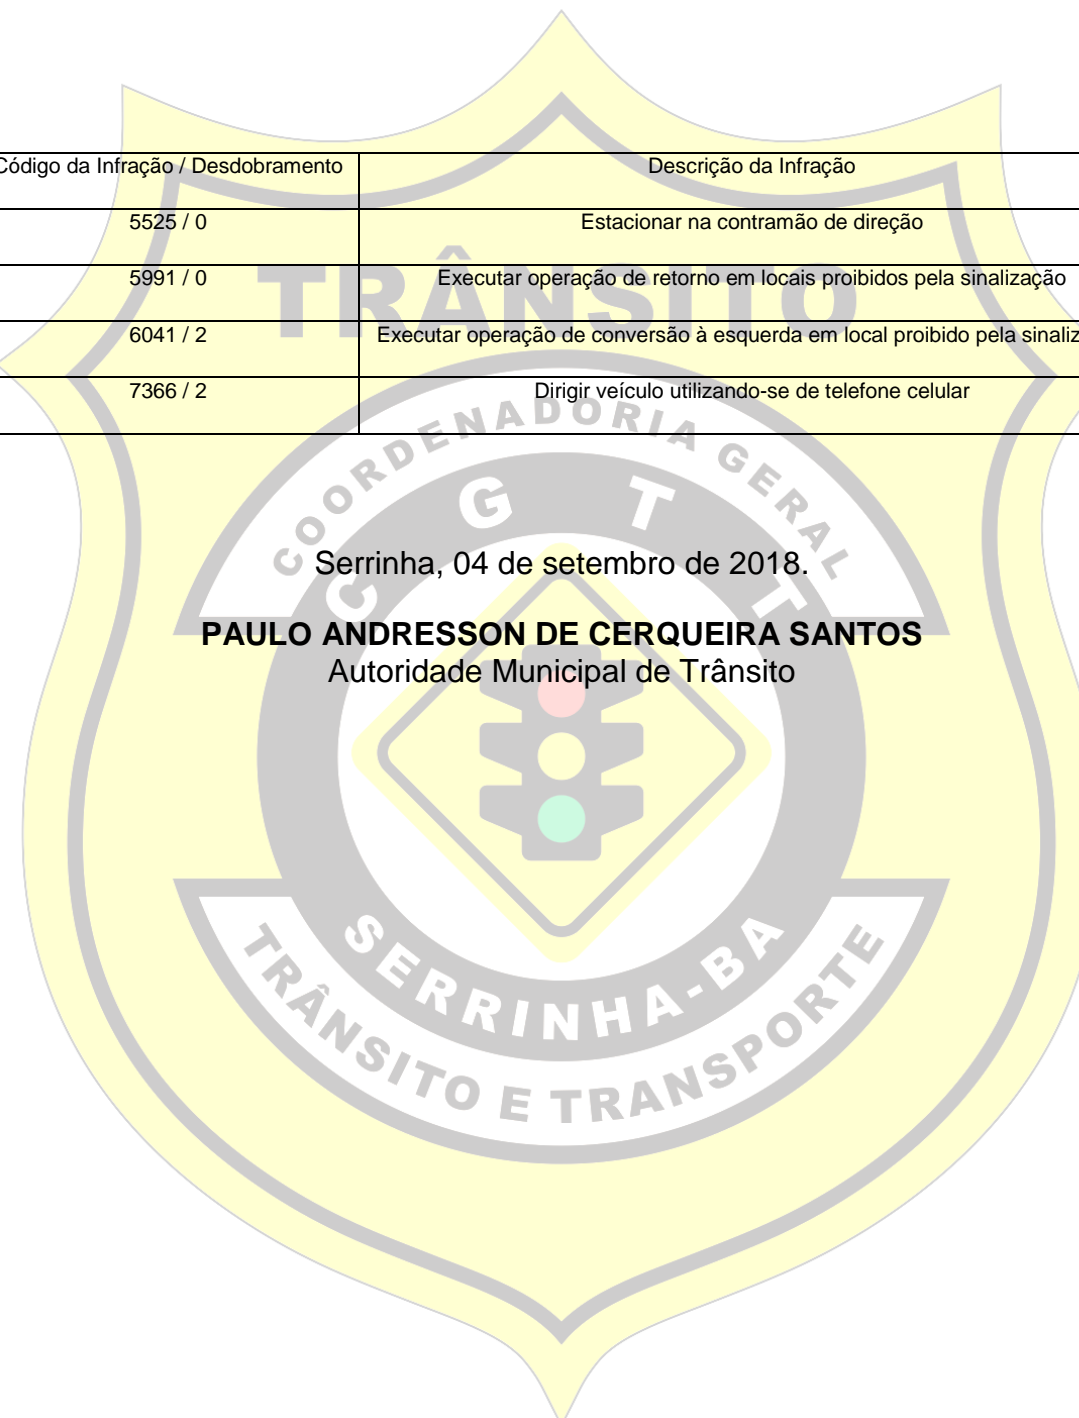 Código da Infração / Desdobramento Descrição da Infração
5525 / 0 Estacionar na contramão de direção
5991 / 0 Executar operação de retorno em locais proibidos pela sinalização
6041 / 2 Executar operação de conversão à esquerda em local proibido pela sinaliz
7366 / 2 Dirigir veículo utilizando-se de telefone celular
TRÂNSITO
COORDENADORIA GERAL
CGTT
Serrinha, 04 de setembro de 2018.
PAULO ANDRESSON DE CERQUEIRA SANTOS
Autoridade Municipal de Trânsito
SERRINHA-BA
TRÂNSITO E TRANSPORTE